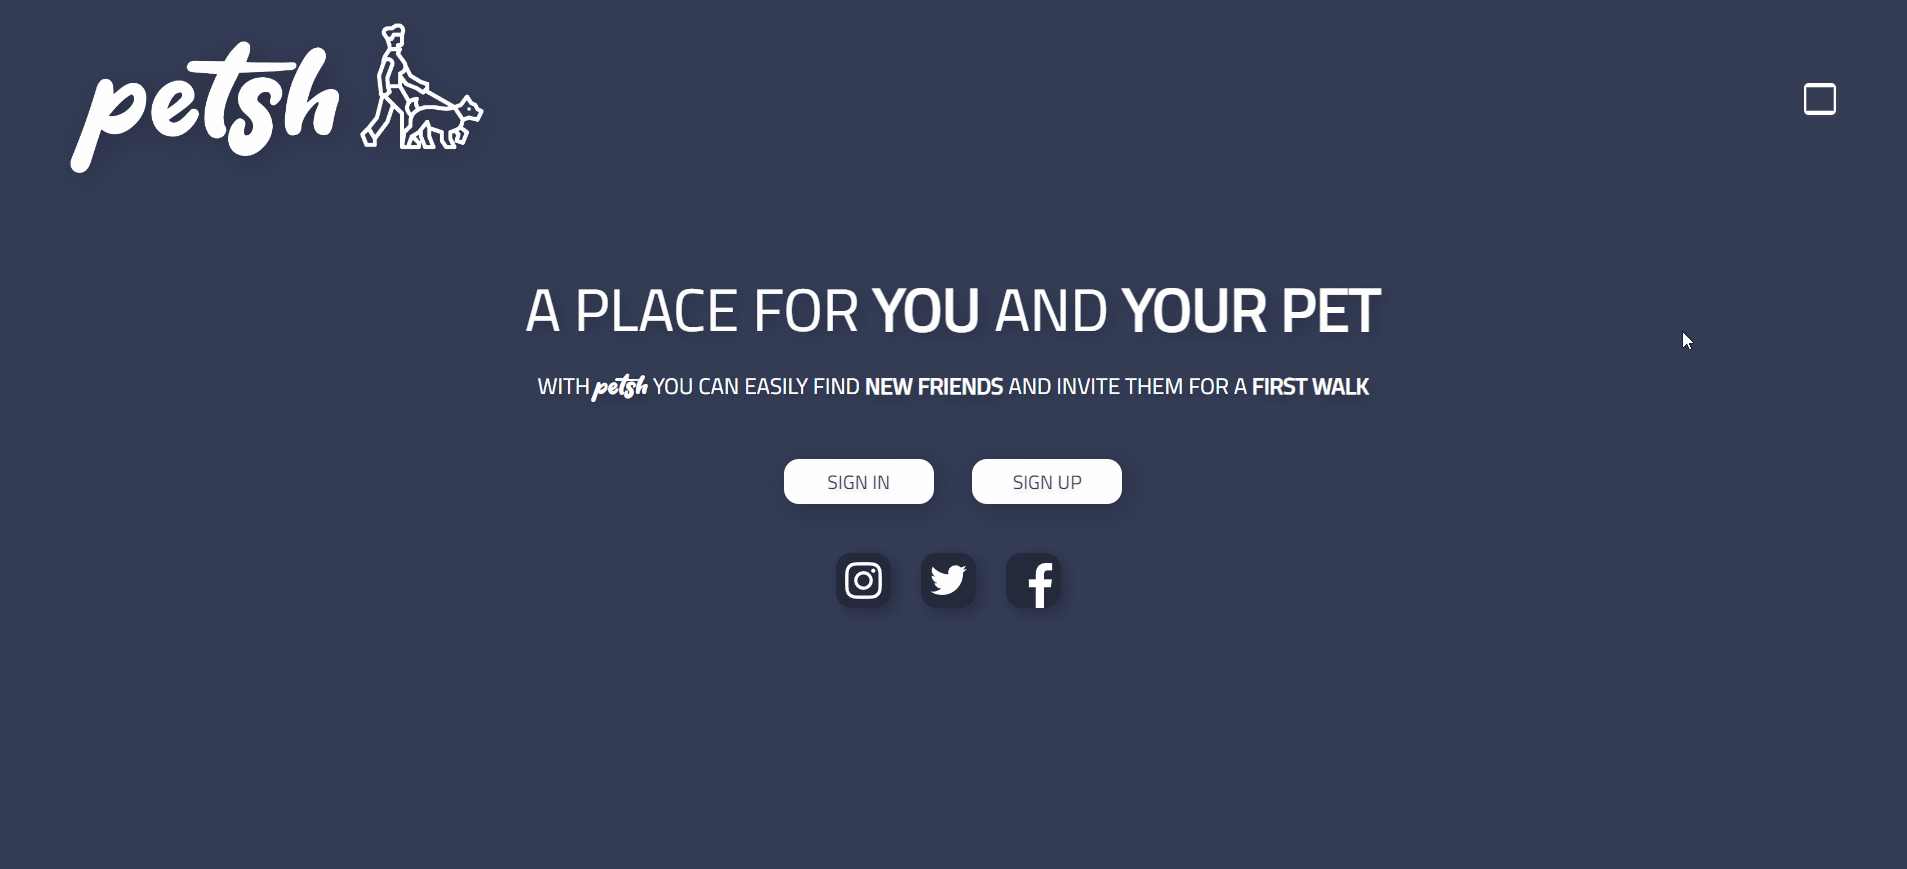 petsh
A PLACE FOR YOU AND YOUR PET
WITH petsh YOU CAN EASILY FIND NEW FRIENDS AND INVITE THEM FOR A FIRST WALK
SIGN IN
SIGN UP